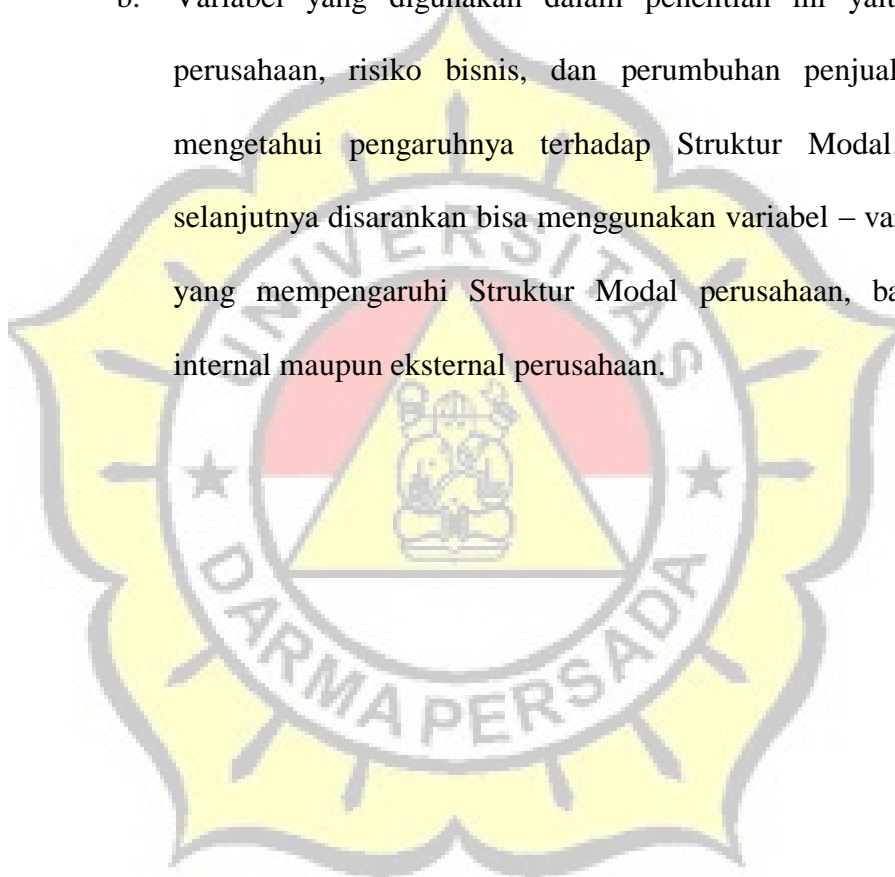 b. Variabel yang digunakan dalam penelitian ini
perusahaan, risiko bisnis, dan perumbuhan
mengetahui pengaruhnya terhadap Struktur Modal.
selanjutnya disarankan bisa menggunakan variabel –
yang mempengaruhi Struktur Modal perusahaan,
internal maupun eksternal perusahaan.
UNIVERSITAS
DARMA PERSADA